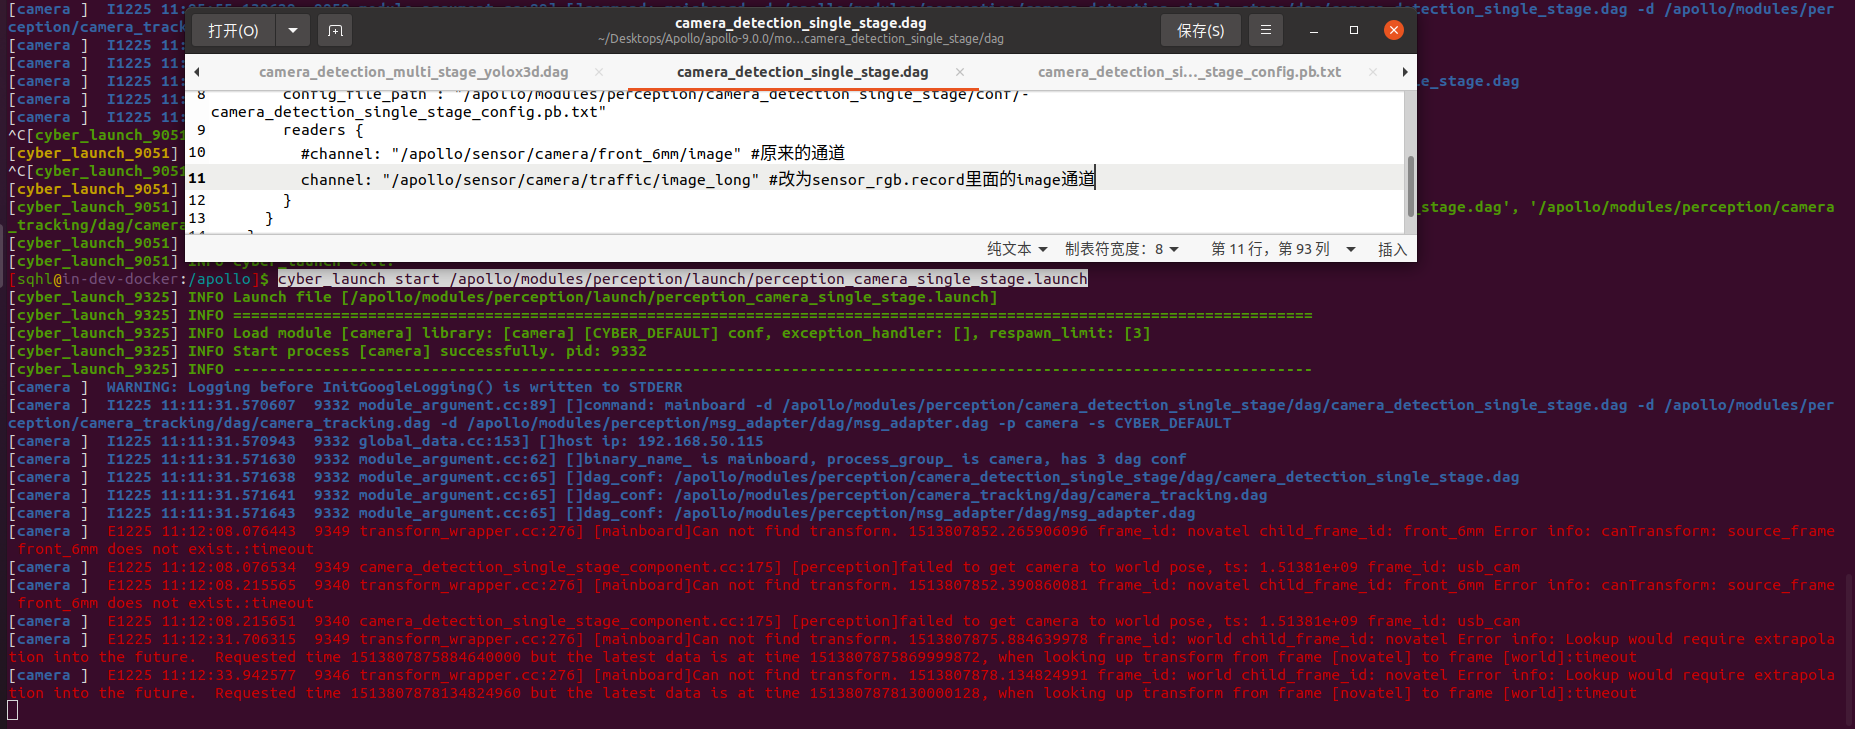 [camera ]  I1225 11:
detection_single_stage.dag -d /apollo/modules/per
ception/camera_track
[camera ]  I1225 11:
[camera ]  I1225 11:
[camera ]  I1225 11:
le_stage.dag
[camera ]  I1225 11:
[camera ]  I1225 11:
^C[cyber_launch_9051
[cyber_launch_9051]
^C[cyber_launch_9051
[cyber_launch_9051]
[cyber_launch_9051]
_stage.dag', '/apollo/modules/perception/camera
_tracking/dag/camera
[cyber_launch_9051]
[cyber_launch_9051] INFO cyber_launch exit.
打开(O)
camera_detection_single_stage.dag
~/Desktops/Apollo/apollo-9.0.0/mo...camera_detection_single_stage/dag
保存(S)
camera_detection_multi_stage_yolox3d.dag
camera_detection_single_stage.dag
camera_detection_si..._stage_config.pb.txt
8 config_file_path : "/apollo/modules/perception/camera_detection_single_stage/conf/-
camera_detection_single_stage_config.pb.txt"
9 readers {
10 #channel: "/apollo/sensor/camera/front_6mm/image" #原来的通道
11 channel: "/apollo/sensor/camera/traffic/image_long" #改为sensor_rgb.record里面的image通道
12 }
13 }
纯文本 制表符宽度：8 第 11 行，第 93 列 插入
[sqhl@in-dev-docker:/apollo]$ cyber_launch start /apollo/modules/perception/launch/perception_camera_single_stage.launch
[cyber_launch_9325] INFO Launch file [/apollo/modules/perception/launch/perception_camera_single_stage.launch]
[cyber_launch_9325] INFO ========================================================================================================================
[cyber_launch_9325] INFO Load module [camera] library: [camera] [CYBER_DEFAULT] conf, exception_handler: [], respawn_limit: [3]
[cyber_launch_9325] INFO Start process [camera] successfully. pid: 9332
[cyber_launch_9325] INFO ------------------------------------------------------------------------------------------------------------------------
[camera ]  WARNING: Logging before InitGoogleLogging() is written to STDERR
[camera ]  I1225 11:11:31.570607  9332 module_argument.cc:89] []command: mainboard -d /apollo/modules/perception/camera_detection_single_stage/dag/camera_detection_single_stage.dag -d /apollo/modules/per
ception/camera_tracking/dag/camera_tracking.dag -d /apollo/modules/perception/msg_adapter/dag/msg_adapter.dag -p camera -s CYBER_DEFAULT
[camera ]  I1225 11:11:31.570943  9332 global_data.cc:153] []host ip: 192.168.50.115
[camera ]  I1225 11:11:31.571630  9332 module_argument.cc:62] []binary_name_ is mainboard, process_group_ is camera, has 3 dag conf
[camera ]  I1225 11:11:31.571638  9332 module_argument.cc:65] []dag_conf: /apollo/modules/perception/camera_detection_single_stage/dag/camera_detection_single_stage.dag
[camera ]  I1225 11:11:31.571641  9332 module_argument.cc:65] []dag_conf: /apollo/modules/perception/camera_tracking/dag/camera_tracking.dag
[camera ]  I1225 11:11:31.571643  9332 module_argument.cc:65] []dag_conf: /apollo/modules/perception/msg_adapter/dag/msg_adapter.dag
[camera ]  E1225 11:12:08.076443  9349 transform_wrapper.cc:276] [mainboard]Can not find transform. 1513807852.265906096 frame_id: novatel child_frame_id: front_6mm Error info: canTransform: source_frame
 front_6mm does not exist.:timeout
[camera ]  E1225 11:12:08.076534  9349 camera_detection_single_stage_component.cc:175] [perception]failed to get camera to world pose, ts: 1.51381e+09 frame_id: usb_cam
[camera ]  E1225 11:12:08.215565  9340 transform_wrapper.cc:276] [mainboard]Can not find transform. 1513807852.390860081 frame_id: novatel child_frame_id: front_6mm Error info: canTransform: source_frame
 front_6mm does not exist.:timeout
[camera ]  E1225 11:12:08.215651  9340 camera_detection_single_stage_component.cc:175] [perception]failed to get camera to world pose, ts: 1.51381e+09 frame_id: usb_cam
[camera ]  E1225 11:12:31.706315  9349 transform_wrapper.cc:276] [mainboard]Can not find transform. 1513807875.884639978 frame_id: world child_frame_id: novatel Error info: Lookup would require extrapola
tion into the future.  Requested time 1513807875884640000 but the latest data is at time 1513807875869999872, when looking up transform from frame [novatel] to frame [world]:timeout
[camera ]  E1225 11:12:33.942577  9346 transform_wrapper.cc:276] [mainboard]Can not find transform. 1513807878.134824991 frame_id: world child_frame_id: novatel Error info: Lookup would require extrapola
tion into the future.  Requested time 1513807878134824960 but the latest data is at time 1513807878130000128, when looking up transform from frame [novatel] to frame [world]:timeout